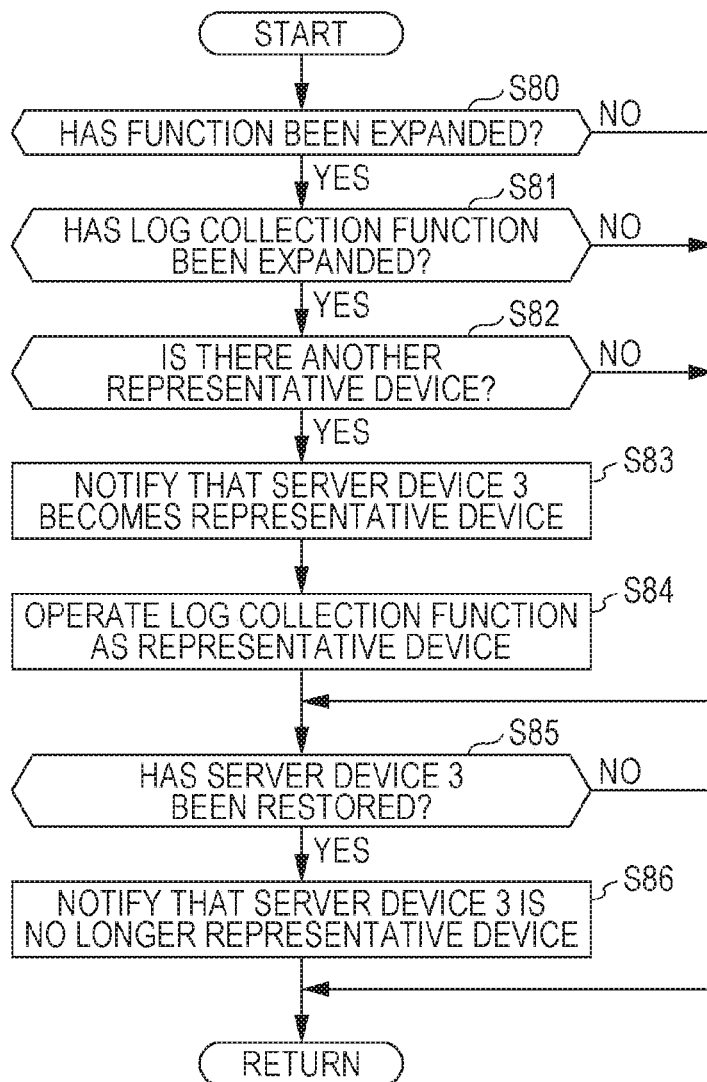 START
S80
HAS FUNCTION BEEN EXPANDED?
NO
YES
S81
HAS LOG COLLECTION FUNCTION
BEEN EXPANDED?
NO
YES
S82
IS THERE ANOTHER
REPRESENTATIVE DEVICE?
NO
YES
S83
NOTIFY THAT SERVER DEVICE 3
BECOMES REPRESENTATIVE DEVICE
S84
OPERATE LOG COLLECTION FUNCTION
AS REPRESENTATIVE DEVICE
S85
HAS SERVER DEVICE 3
BEEN RESTORED?
NO
YES
S86
NOTIFY THAT SERVER DEVICE 3 IS
NO LONGER REPRESENTATIVE DEVICE
RETURN